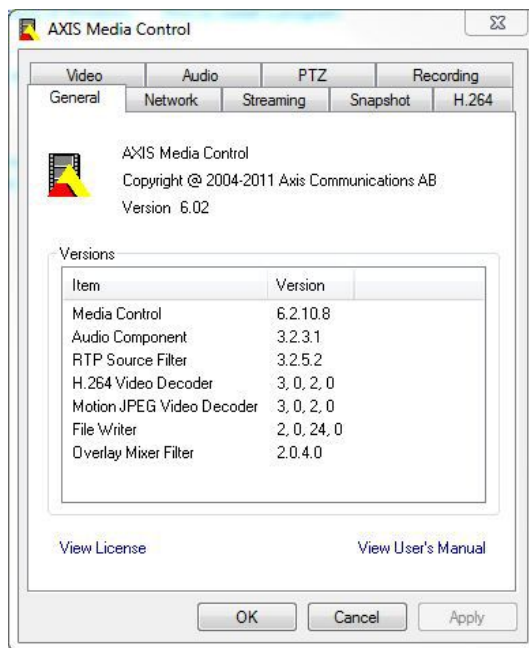 AXIS Media Control
Video Audio PTZ Recording
General Network Streaming Snapshot H.264
AXIS Media Control
Copyright @ 2004-2011 Axis Communications AB
Version 6.02
Versions
Item Version
Media Control 6.2.10.8
Audio Component 3.2.3.1
RTP Source Filter 3.2.5.2
H.264 Video Decoder 3, 0, 2, 0
Motion JPEG Video Decoder 3, 0, 2, 0
File Writer 2, 0, 24, 0
Overlay Mixer Filter 2.0.4.0
View License View User's Manual
OK Cancel Apply